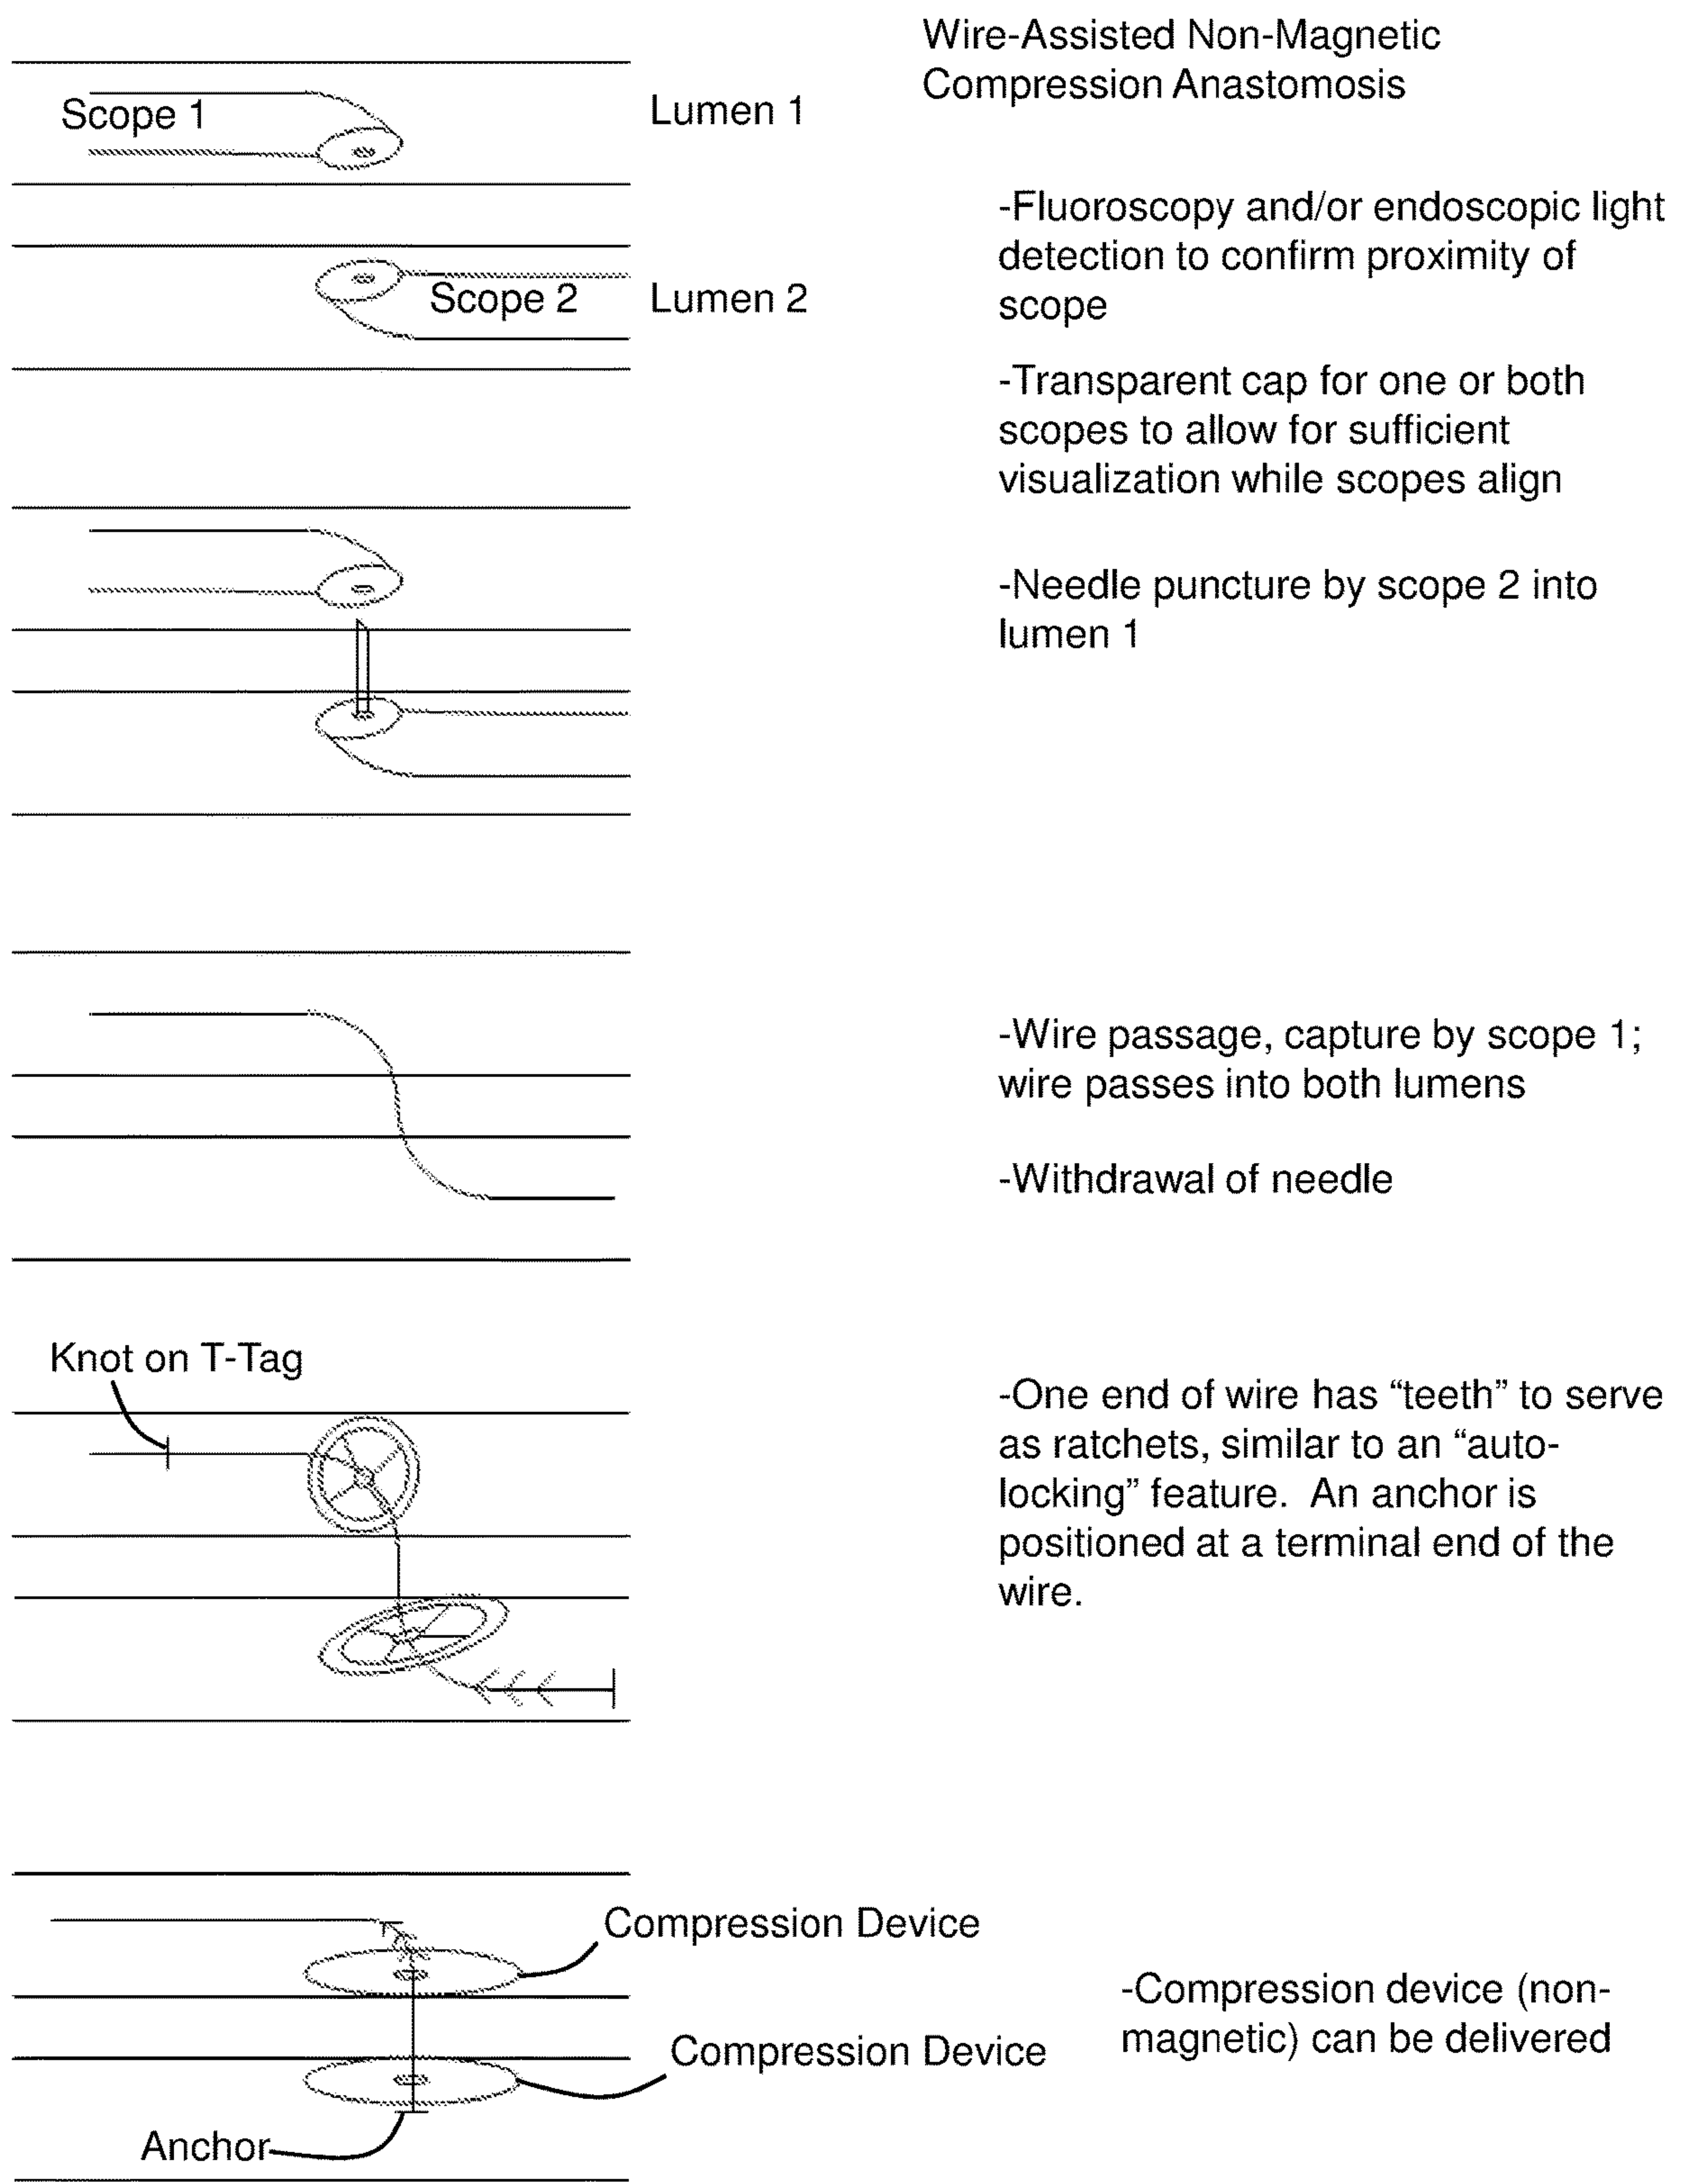 Wire-Assisted Non-Magnetic
Compression Anastomosis
Scope 1
Lumen 1
Scope 2
Lumen 2
-Fluoroscopy and/or endoscopic light
detection to confirm proximity of
scope
-Transparent cap for one or both
scopes to allow for sufficient
visualization while scopes align
-Needle puncture by scope 2 into
lumen 1
-Wire passage, capture by scope 1;
wire passes into both lumens
-Withdrawal of needle
Knot on T-Tag
-One end of wire has “teeth” to serve
as ratchets, similar to an “auto-
locking” feature.  An anchor is
positioned at a terminal end of the
wire.
Compression Device
Compression Device
Anchor
-Compression device (non-
magnetic) can be delivered